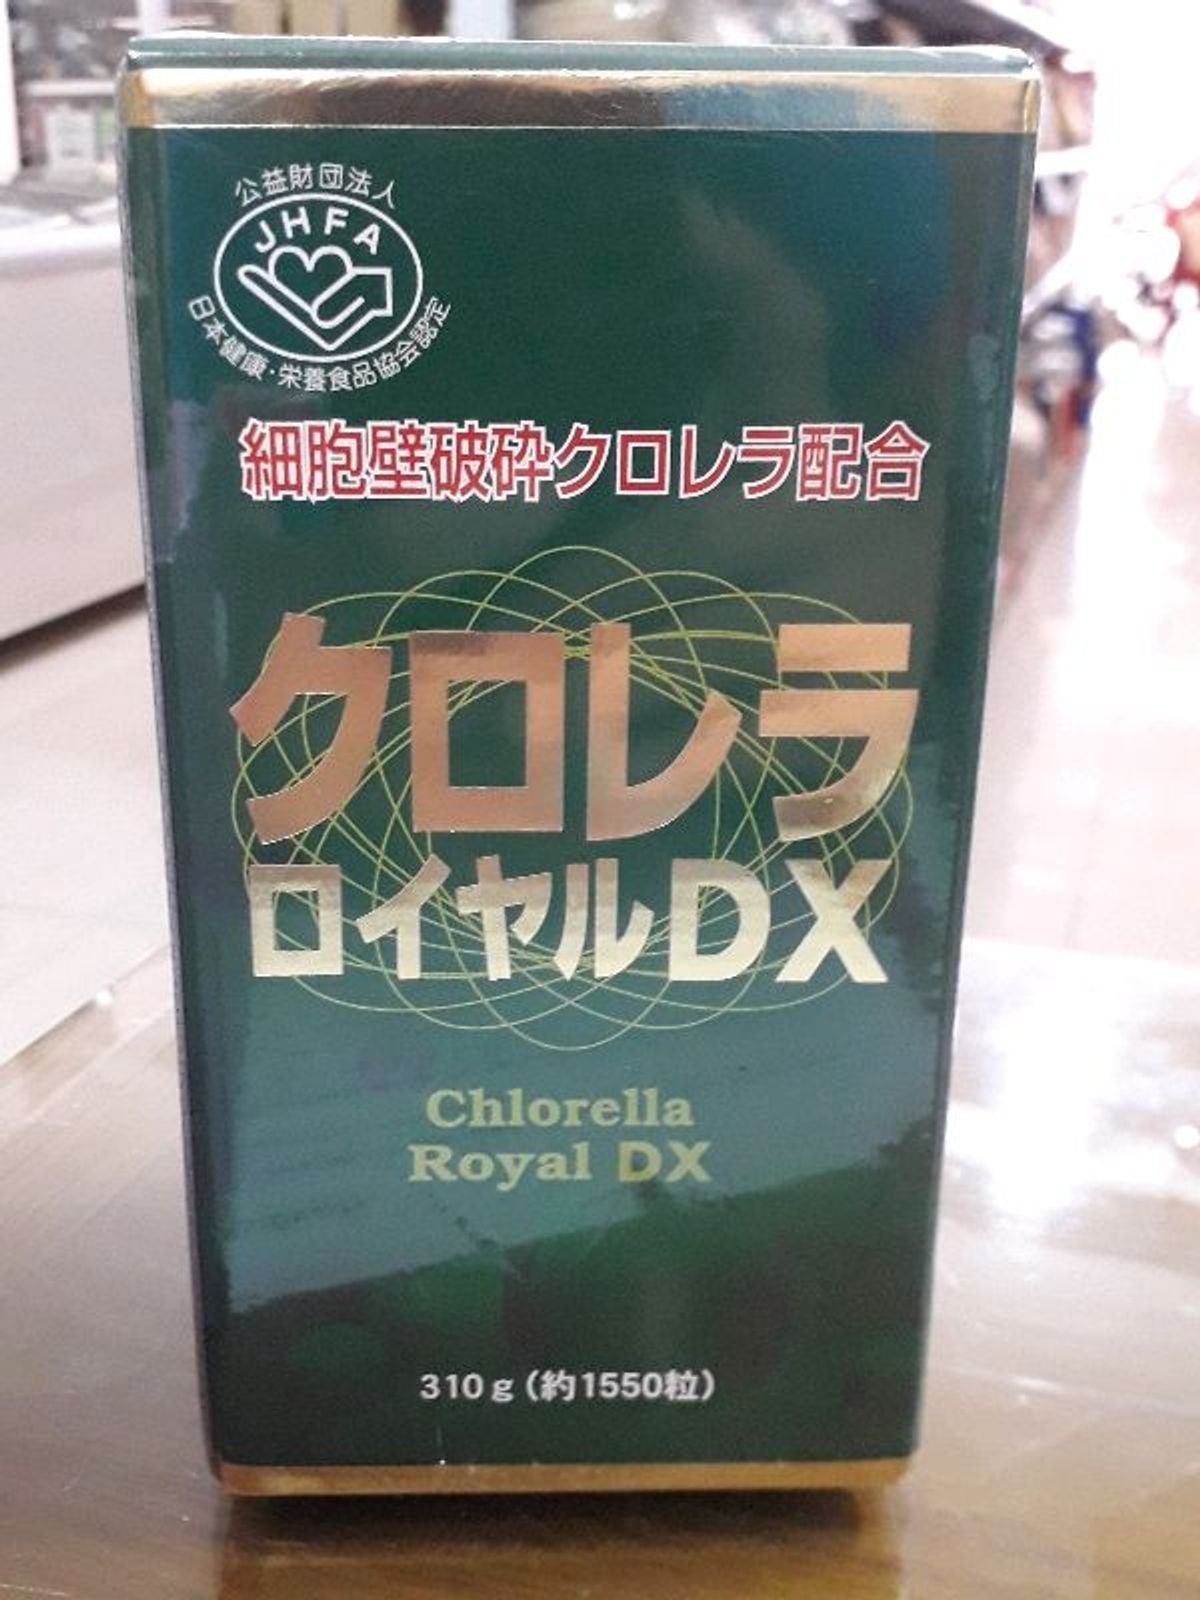 公益財団法人
JHFA
日本健康・栄養食品協会認定
細胞壁破砕クロレラ配合
クロレラ
ロイヤルDX
Chlorella
Royal DX
310g(約1550粒)